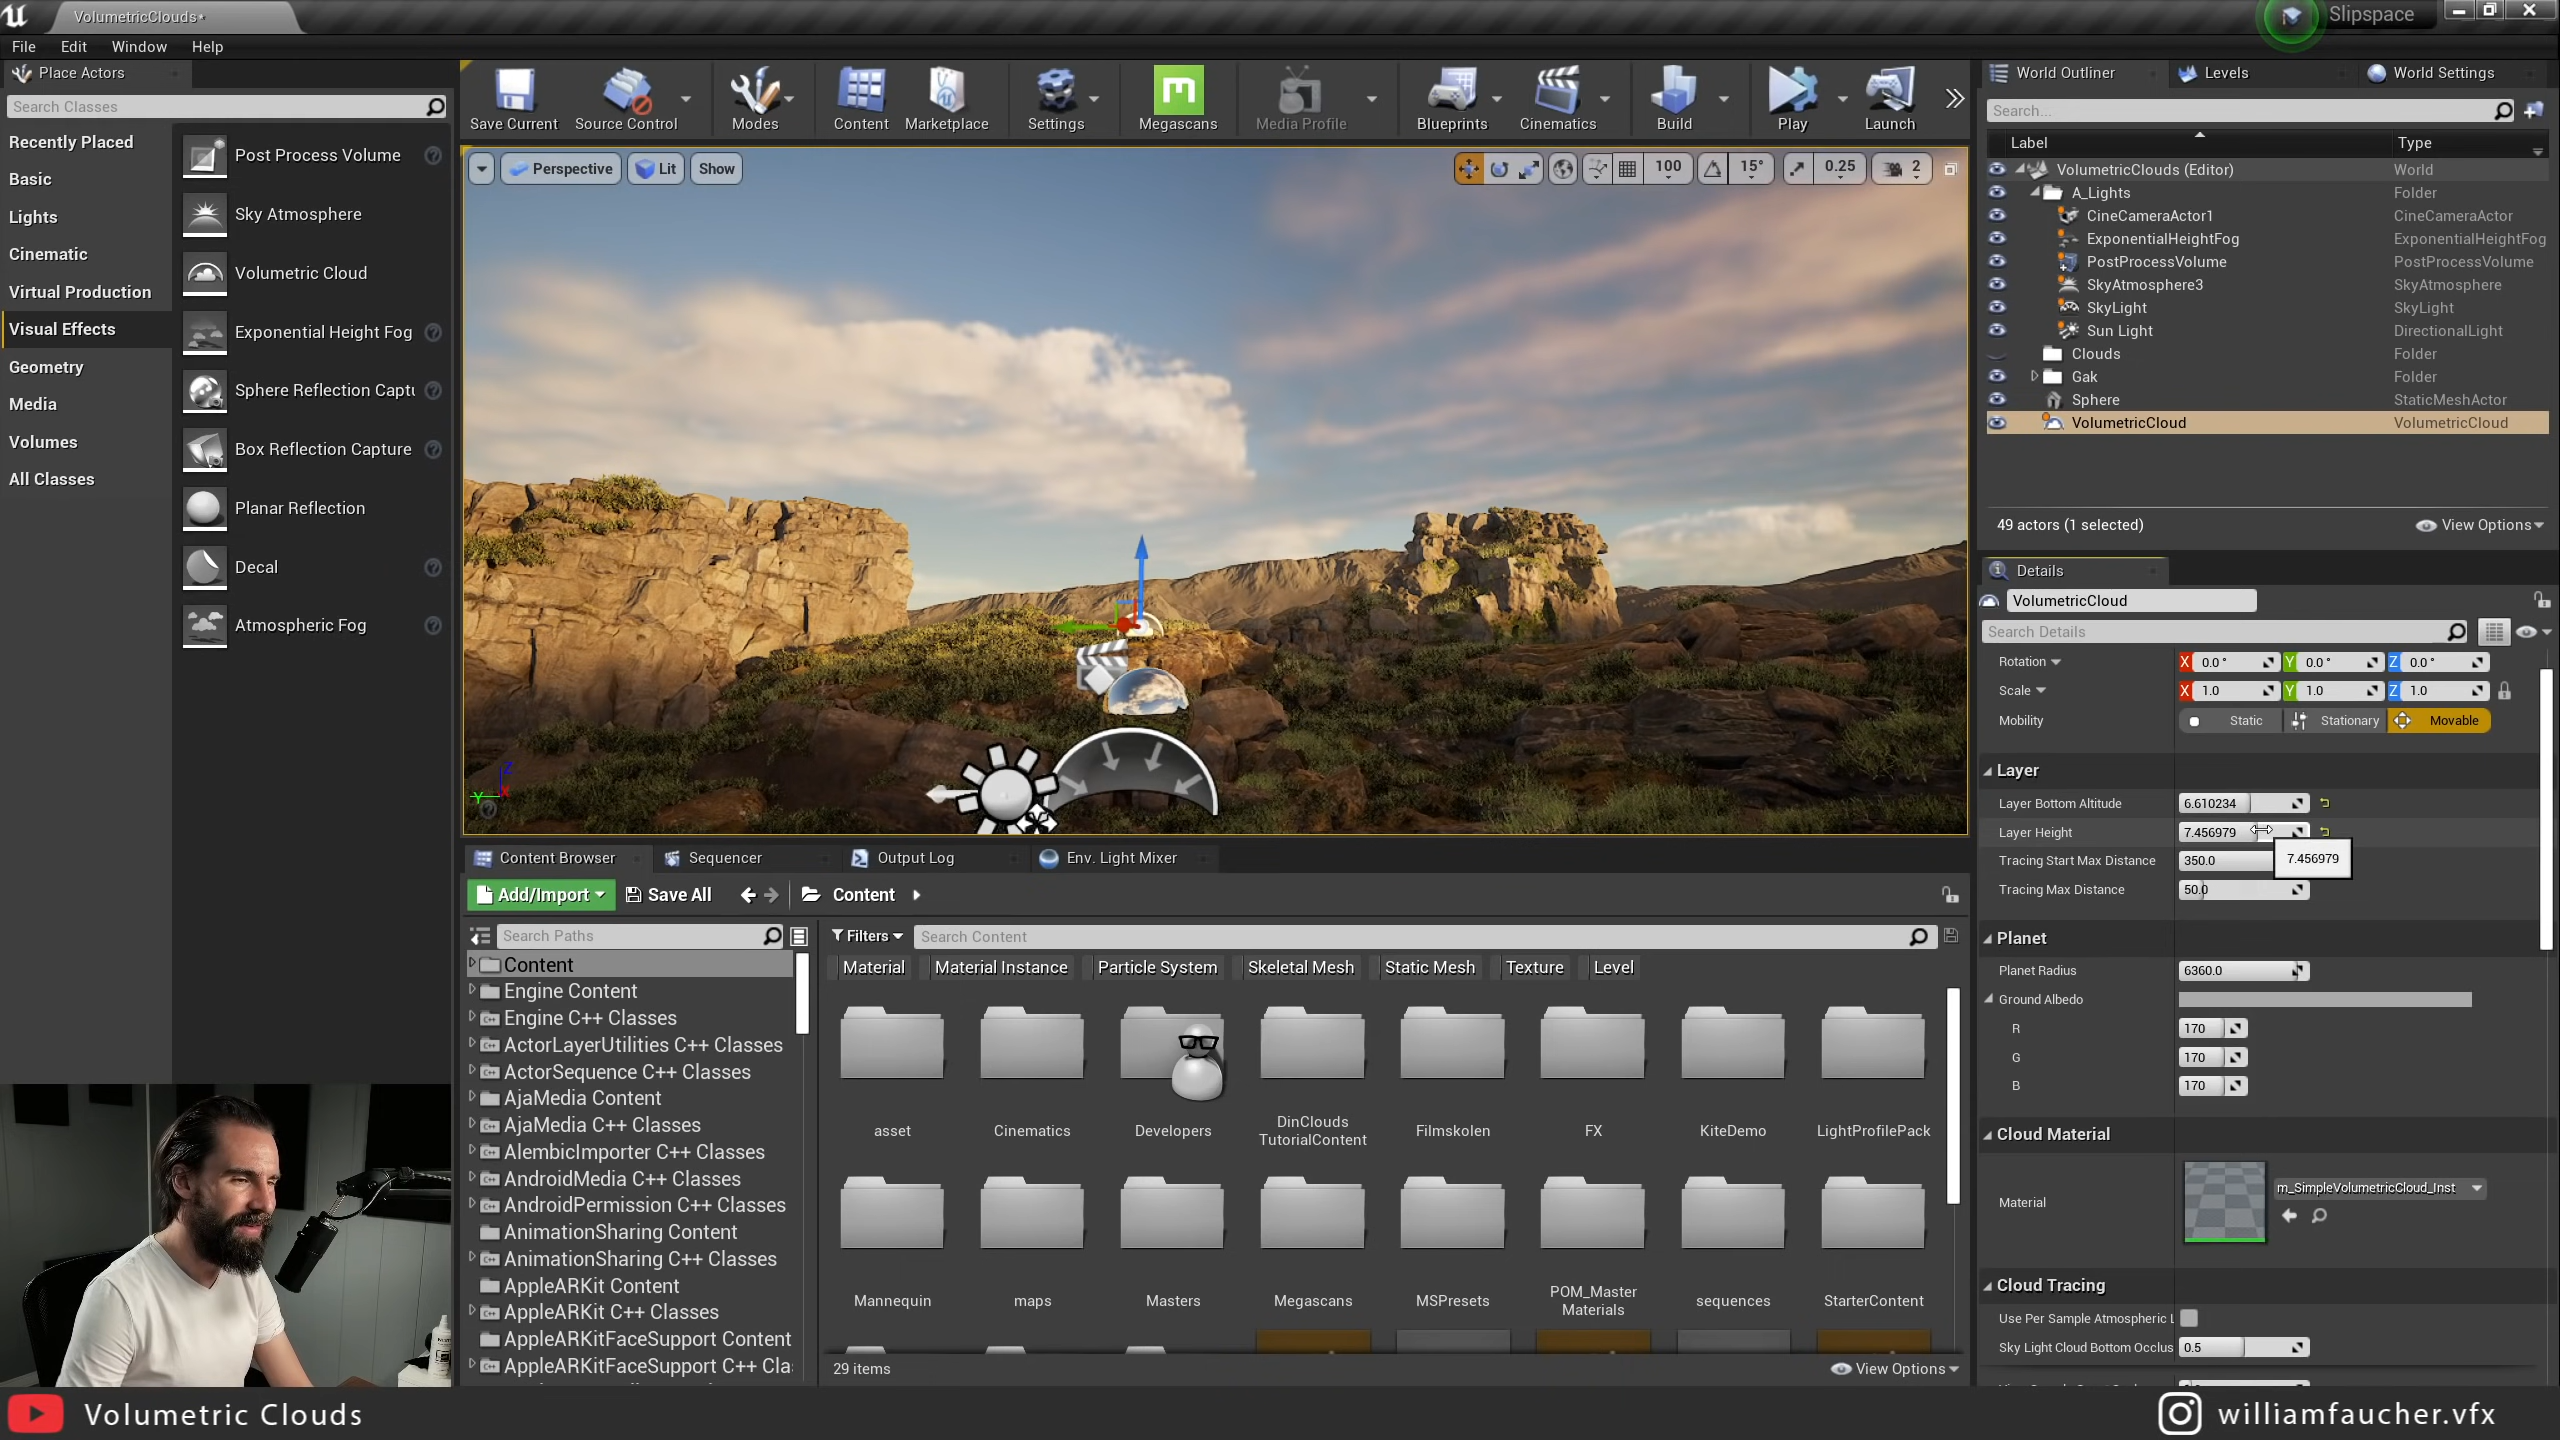 VolumetricClouds*
Slipspace
File Edit Window Help
Place Actors
Search Classes
Recently Placed
Basic
Lights
Cinematic
Virtual Production
Visual Effects
Geometry
Media
Volumes
All Classes
Post Process Volume
Sky Atmosphere
Volumetric Cloud
Exponential Height Fog
Sphere Reflection Captu
Box Reflection Capture
Planar Reflection
Decal
Atmospheric Fog
Save Current
Source Control
Modes
Content
Marketplace
Settings
Megascans
Media Profile
Blueprints
Cinematics
Build
Play
Launch
Perspective
Lit
Show
100
15°
0.25
2
World Outliner
Levels
World Settings
Search...
Label Type
VolumetricClouds (Editor) World
A_Lights Folder
CineCameraActor1 CineCameraActor
ExponentialHeightFog ExponentialHeightFog
PostProcessVolume PostProcessVolume
SkyAtmosphere3 SkyAtmosphere
SkyLight SkyLight
Sun Light DirectionalLight
Clouds Folder
Gak Folder
Sphere StaticMeshActor
VolumetricCloud VolumetricCloud
49 actors (1 selected)
View Options
Details
VolumetricCloud
Search Details
Rotation X 0.0 ° Y 0.0 ° Z 0.0 °
Scale X 1.0 Y 1.0 Z 1.0
Mobility Static Stationary Movable
Layer
Layer Bottom Altitude 6.610234
Layer Height 7.456979
7.456979
Tracing Start Max Distance 350.0
Tracing Max Distance 50.0
Planet
Planet Radius 6360.0
Ground Albedo
R 170
G 170
B 170
Cloud Material
Material m_SimpleVolumetricCloud_Inst
Cloud Tracing
Use Per Sample Atmospheric L
Sky Light Cloud Bottom Occlus 0.5
Z
Y X
Content Browser
Sequencer
Output Log
Env. Light Mixer
Add/Import
Save All
Content
Search Paths
Filters
Search Content
Material
Material Instance
Particle System
Skeletal Mesh
Static Mesh
Texture
Level
Content
Engine Content
Engine C++ Classes
ActorLayerUtilities C++ Classes
ActorSequence C++ Classes
AjaMedia Content
AjaMedia C++ Classes
AlembicImporter C++ Classes
AndroidMedia C++ Classes
AndroidPermission C++ Classes
AnimationSharing Content
AnimationSharing C++ Classes
AppleARKit Content
AppleARKit C++ Classes
AppleARKitFaceSupport Content
AppleARKitFaceSupport C++ Cla
asset
Cinematics
Developers
DinClouds
TutorialContent
Filmskolen
FX
KiteDemo
LightProfilePack
Mannequin
maps
Masters
Megascans
MSPresets
POM_Master
Materials
sequences
StarterContent
29 items
View Options
Volumetric Clouds
williamfaucher.vfx